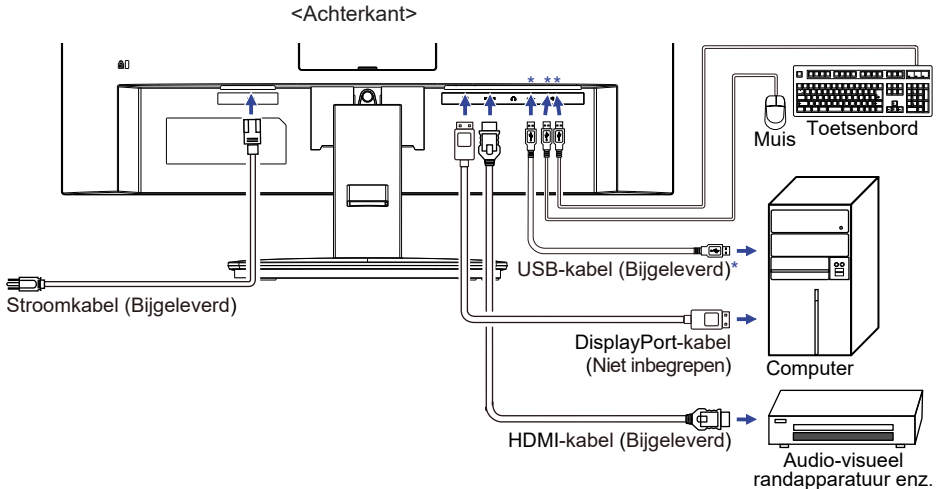 <Achterkant>
* **
Muis
Toetsenbord
USB-kabel (Bijgeleverd)*
Stroomkabel (Bijgeleverd)
DisplayPort-kabel
(Niet inbegrepen)
Computer
HDMI-kabel (Bijgeleverd)
Audio-visueel
randapparatuur enz.